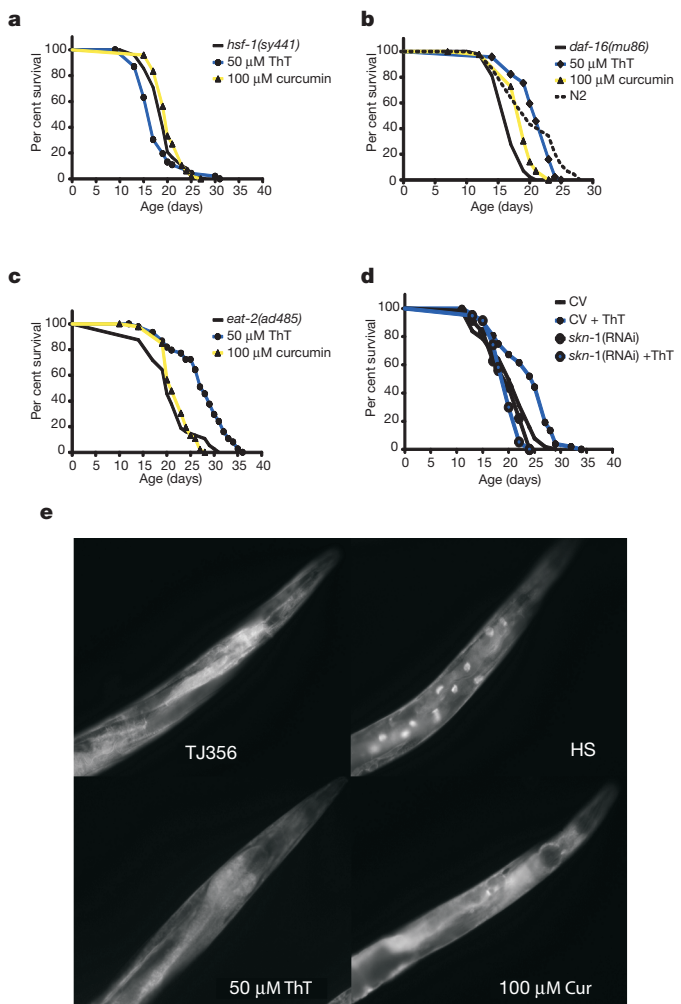 a
hsf-1(sy441)
50 μM ThT
100 μM curcumin
Per cent survival
100
80
60
40
20
0
0 5 10 15 20 25 30 35 40
Age (days)
b
daf-16(mu86)
50 μM ThT
100 μM curcumin
N2
Per cent survival
100
80
60
40
20
0
0 5 10 15 20 25 30
Age (days)
c
eat-2(ad485)
50 μM ThT
100 μM curcumin
Per cent survival
100
80
60
40
20
0
0 5 10 15 20 25 30 35 40
Age (days)
d
CV
CV + ThT
skn-1(RNAi)
skn-1(RNAi) +ThT
Per cent survival
100
80
60
40
20
0
0 5 10 15 20 25 30 35 40
Age (days)
e
TJ356
HS
50 μM ThT
100 μM Cur